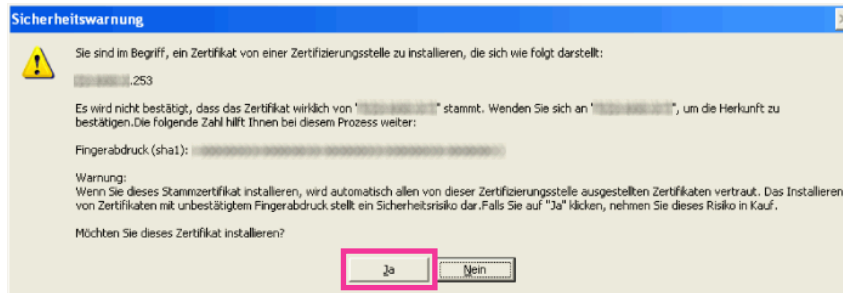 Sicherheitswarnung
Sie sind im Begriff, ein Zertifikat von einer Zertifizierungsstelle zu installieren, die sich wie folgt darstellt:
.253
Es wird nicht bestätigt, dass das Zertifikat wirklich von " " stammt. Wenden Sie sich an " ", um die Herkunft zu
bestätigen.Die folgende Zahl hilft Ihnen bei diesem Prozess weiter:
Fingerabdruck (sha1):
Warnung:
Wenn Sie dieses Stammzertifikat installieren, wird automatisch allen von dieser Zertifizierungsstelle ausgestellten Zertifikaten vertraut. Das Installieren
von Zertifikaten mit unbestätigtem Fingerabdruck stellt ein Sicherheitsrisiko dar.Falls Sie auf "Ja" klicken, nehmen Sie dieses Risiko in Kauf.
Möchten Sie dieses Zertifikat installieren?
Ja Nein